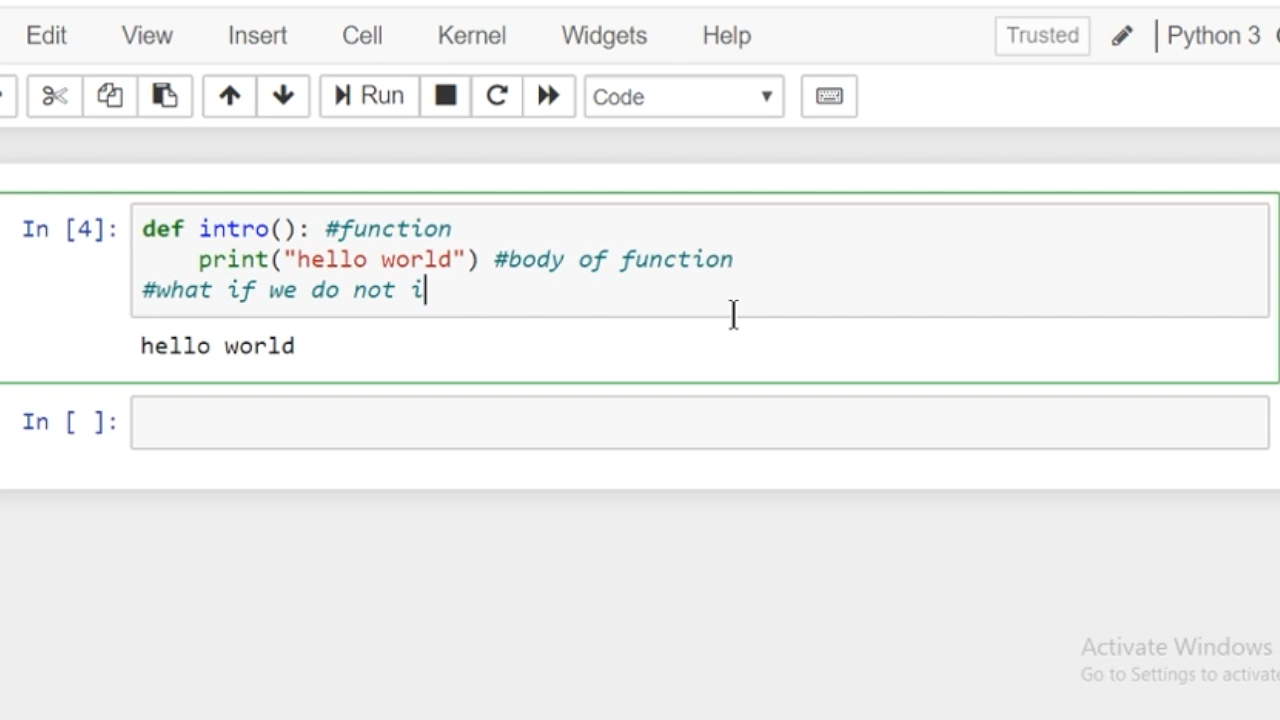 Edit View Insert Cell Kernel Widgets Help Trusted Python 3
Run Code
In [4]: def intro(): #function
print("hello world") #body of function
#what if we do not i
hello world
In [ ]:
Activate Windows
Go to Settings to activate